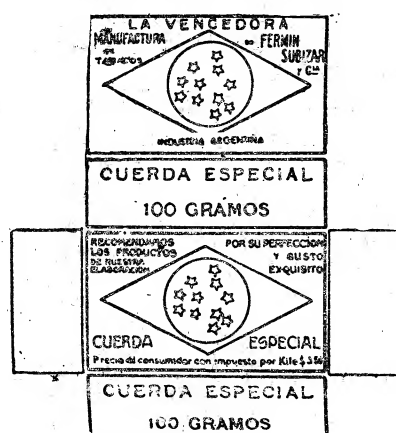 LA VENCEDORA
MANUFACTURA DE FERMIN
DE TABACOS SUBIZAR
Y Cia
INDUSTRIA ARGENTINA
CUERDA ESPECIAL
100 GRAMOS
RECOMENDAMOS POR SU PERFECCION
LOS PRODUCTOS Y GUSTO
DE NUESTRA EXQUISITO
ELABORACION
CUERDA ESPECIAL
Precio al consumidor con impuesto por Kilo $
CUERDA ESPECIAL
100 GRAMOS